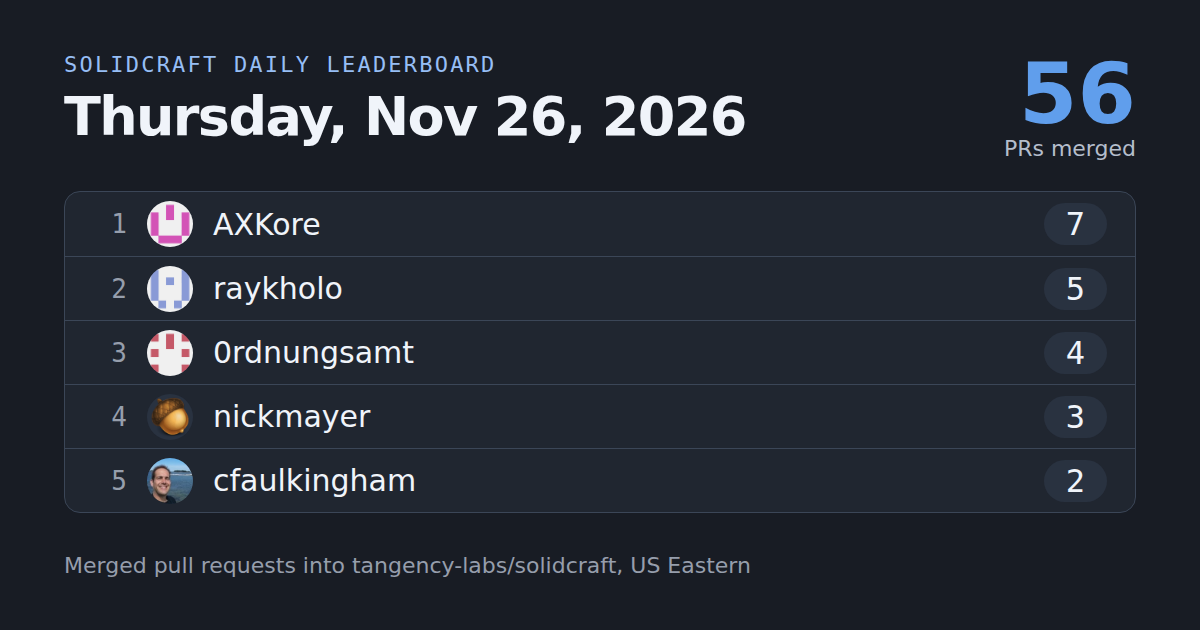 SOLIDCRAFT DAILY LEADERBOARD
Thursday, Nov 26, 2026
56
PRs merged
1 AXKore 7
2 raykholo 5
3 0rdnungsamt 4
4 nickmayer 3
5 cfaulkingham 2
Merged pull requests into tangency-labs/solidcraft, US Eastern